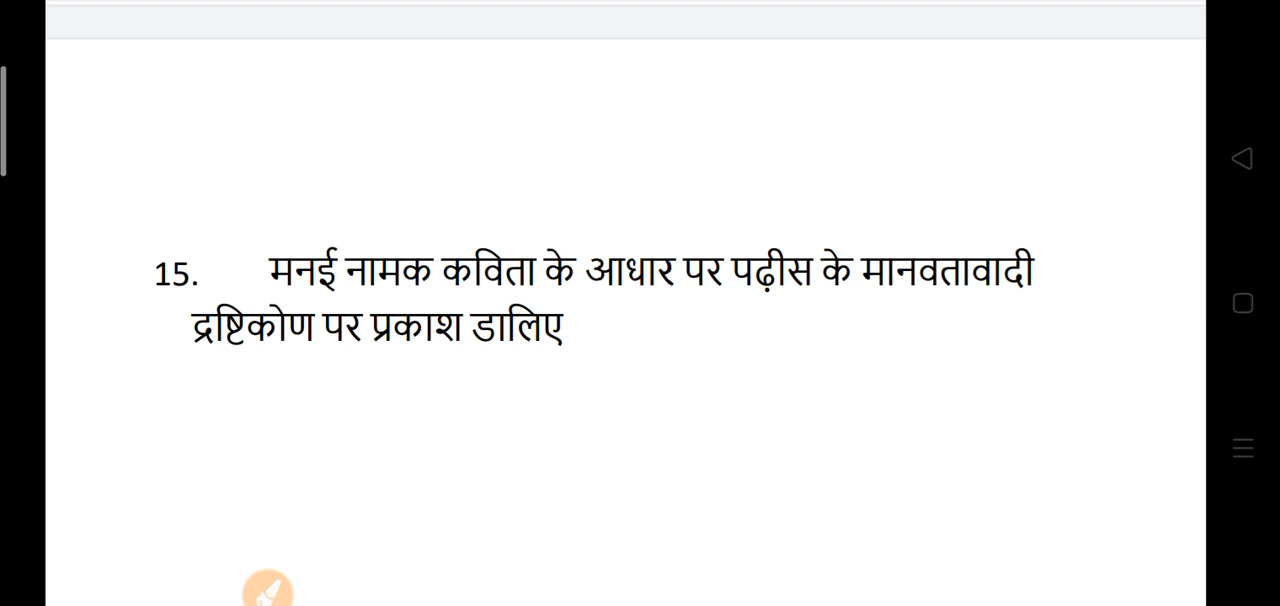 15. मनई नामक कविता के आधार पर पढ़ीस के मानवतावादी
द्रष्टिकोण पर प्रकाश डालिए